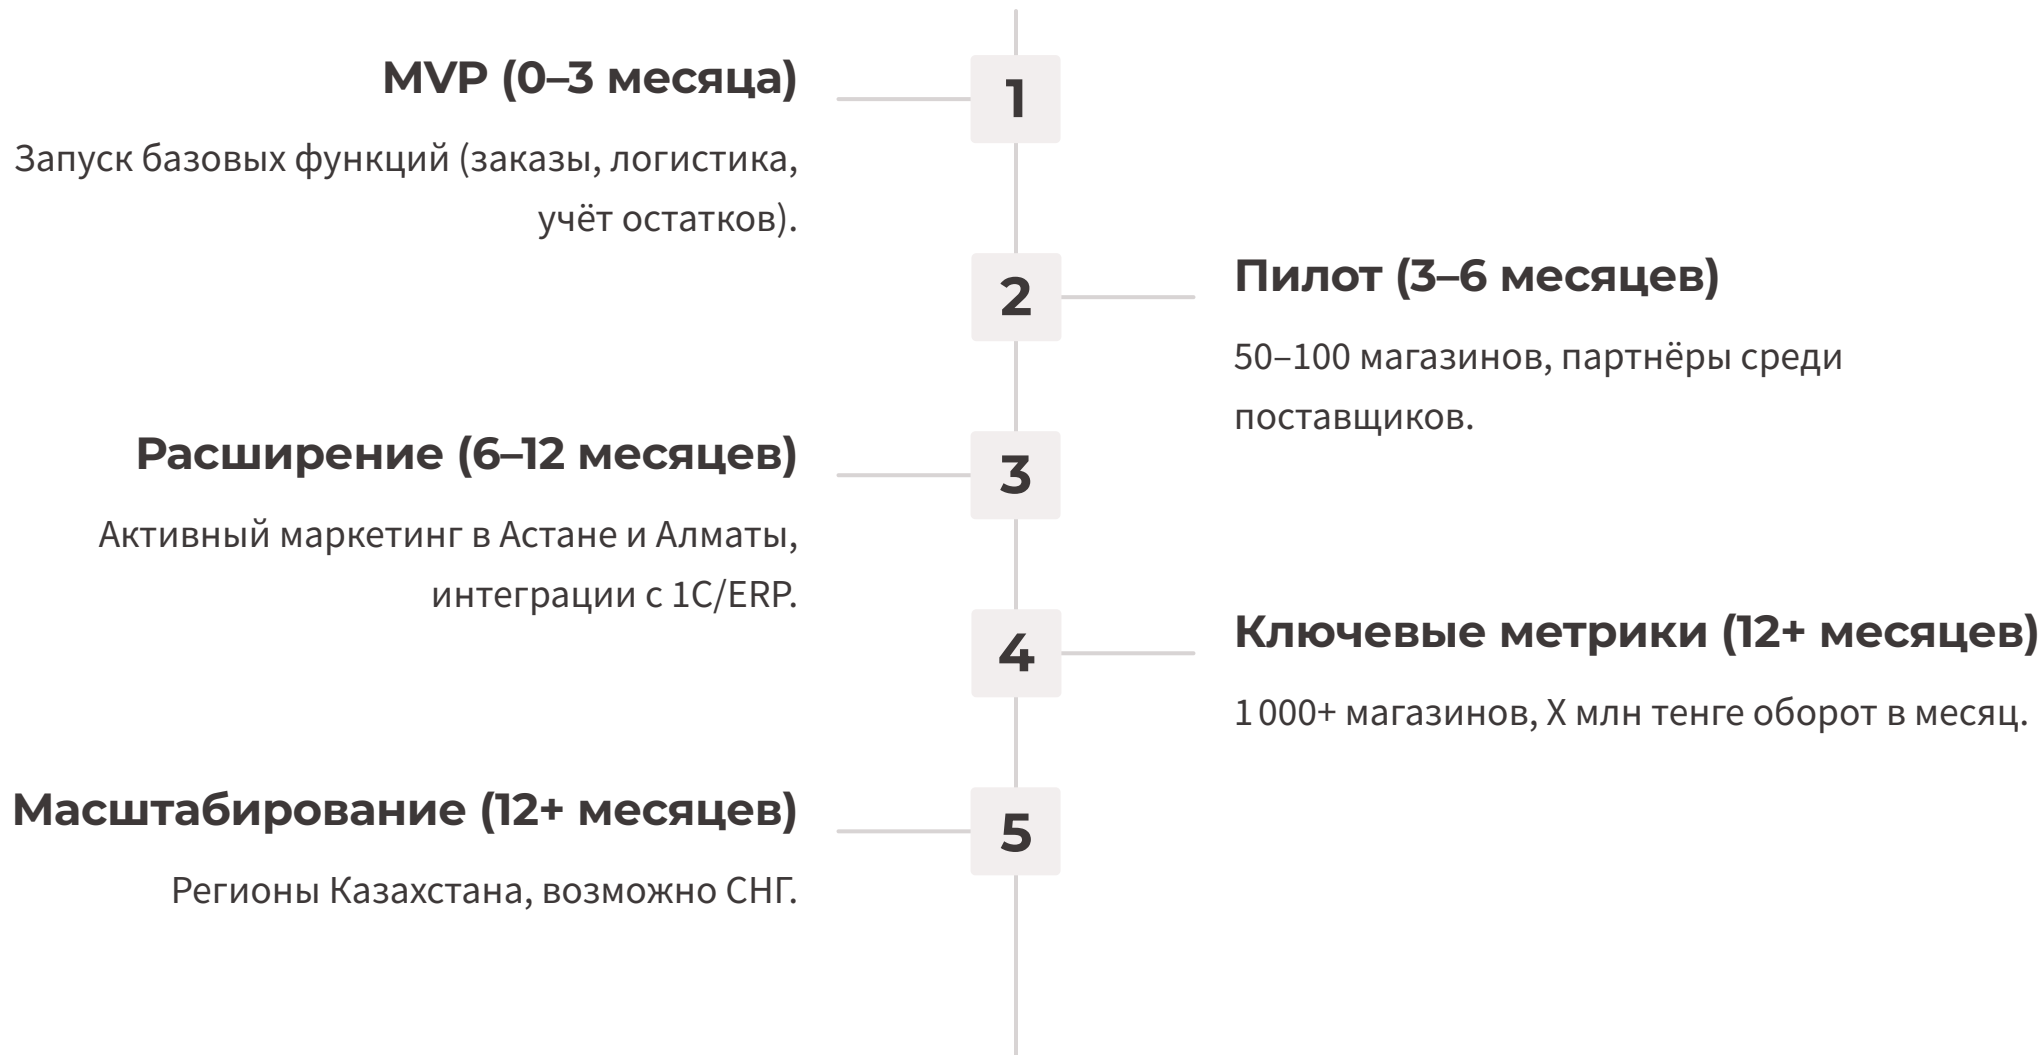 MVP (0–3 месяца)
1
Запуск базовых функций (заказы, логистика,
учёт остатков).
2
Пилот (3–6 месяцев)
50–100 магазинов, партнёры среди
поставщиков.
Расширение (6–12 месяцев)
3
Активный маркетинг в Астане и Алматы,
интеграции с 1С/ERP.
4
Ключевые метрики (12+ месяцев)
1 000+ магазинов, X млн тенге оборот в месяц.
Масштабирование (12+ месяцев)
5
Регионы Казахстана, возможно СНГ.